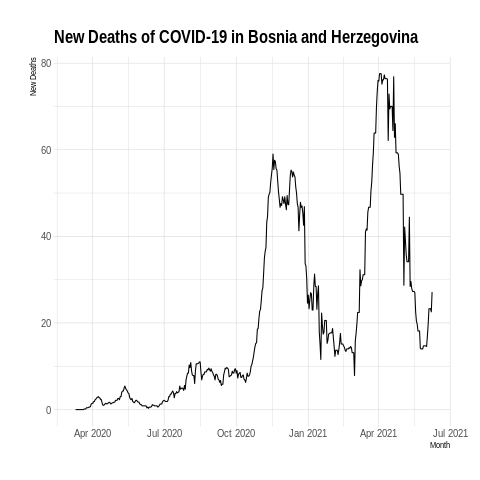 New Deaths of COVID-19 in Bosnia and Herzegovina
New Deaths
80
60
40
20
0
Apr 2020 Jul 2020 Oct 2020 Jan 2021 Apr 2021 Jul 2021
Month